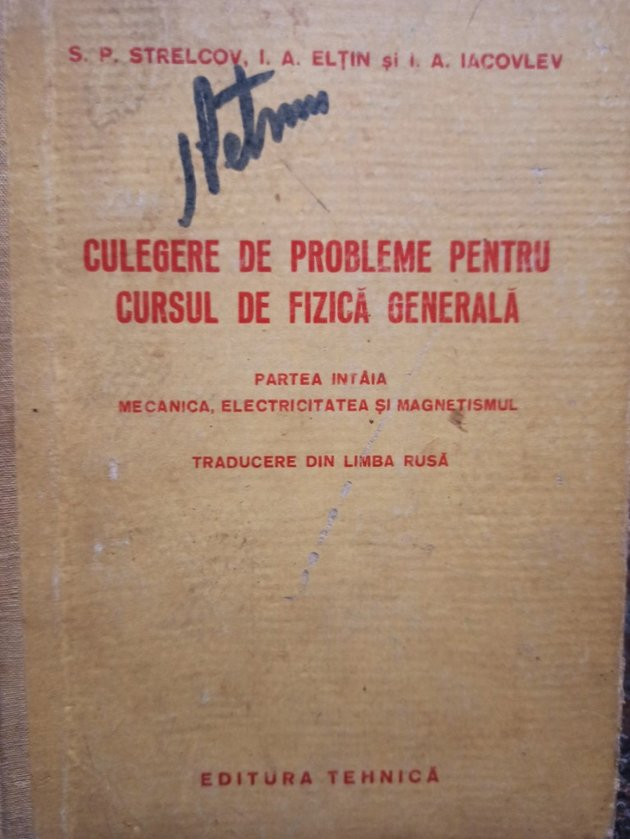 S. P. STRELCOV, I. A. ELȚIN și I. A. IACOVLEV
CULEGERE DE PROBLEME PENTRU
CURSUL DE FIZICĂ GENERALĂ
PARTEA INTÂIA
MECANICA, ELECTRICITATEA ȘI MAGNETISMUL
TRADUCERE DIN LIMBA RUSĂ
EDITURA TEHNICĂ